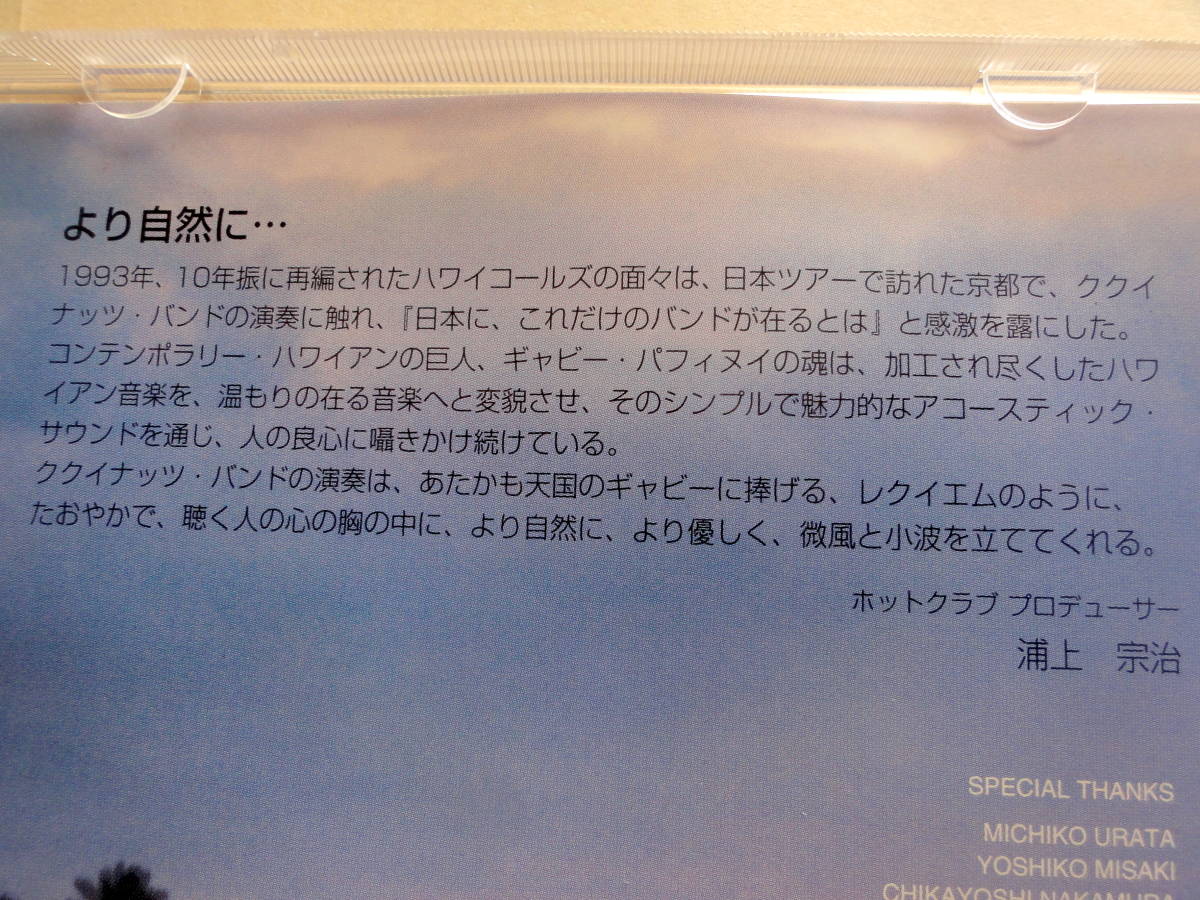 より自然に…
1993年、10年振に再編されたハワイコールズの面々は、日本ツアーで訪れた京都で、ククイ
ナッツ・バンドの演奏に触れ、『日本に、これだけのバンドが在るとは』と感激を露にした。
コンテンポラリー・ハワイアンの巨人、ギャビー・パフィヌイの魂は、加工され尽くしたハワ
イアン音楽を、温もりの在る音楽へと変貌させ、そのシンプルで魅力的なアコースティック・
サウンドを通じ、人の良心に囁きかけ続けている。
ククイナッツ・バンドの演奏は、あたかも天国のギャビーに捧げる、レクイエムのように、
たおやかで、聴く人の心の胸の中に、より自然に、より優しく、微風と小波を立ててくれる。
ホットクラブ プロデューサー
浦上　宗治
SPECIAL THANKS
MICHIKO URATA
YOSHIKO MISAKI
CHIKAYOSHI NAKAMURA